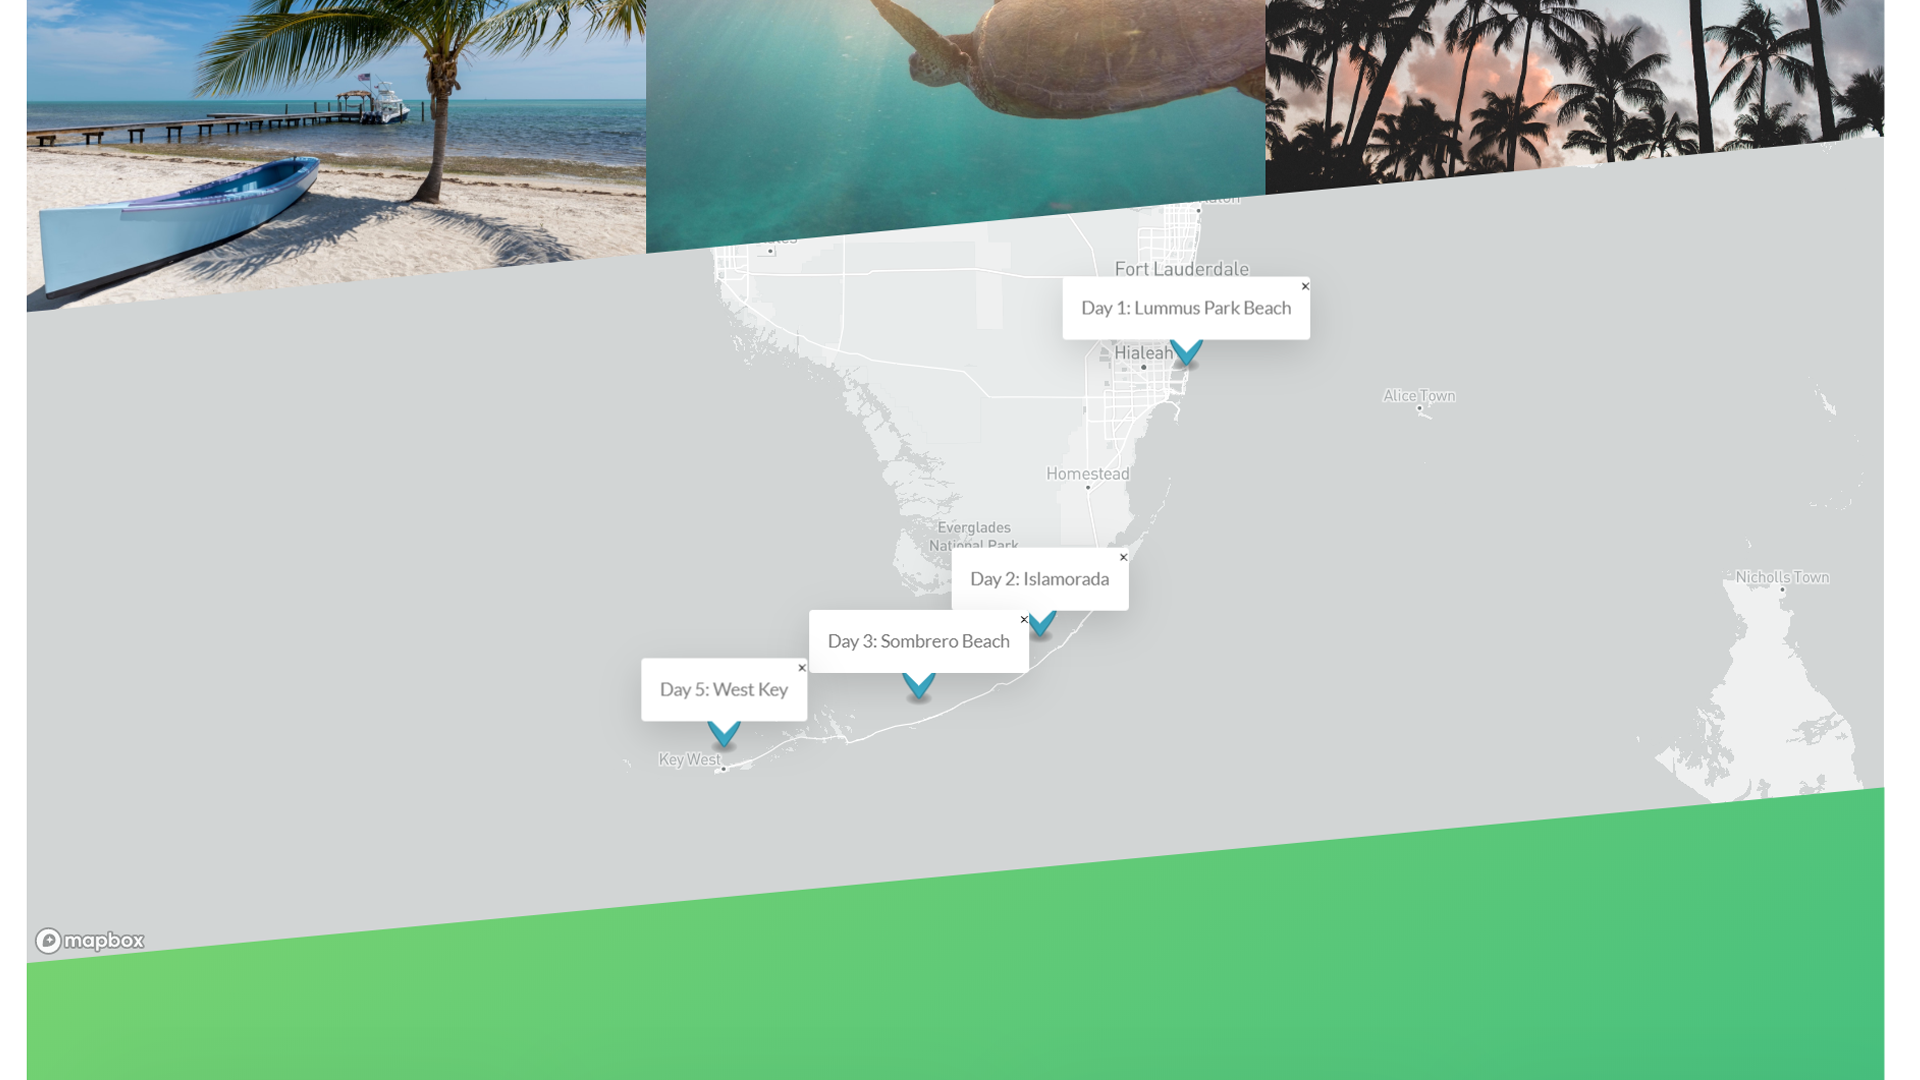 Fort Lauderdale
Day 1: Lummus Park Beach
×
Hialeah
Alice Town
Homestead
Everglades
National Park
Day 2: Islamorada
×
Nicholls Town
Day 3: Sombrero Beach
×
Day 5: West Key
×
Key West
mapbox